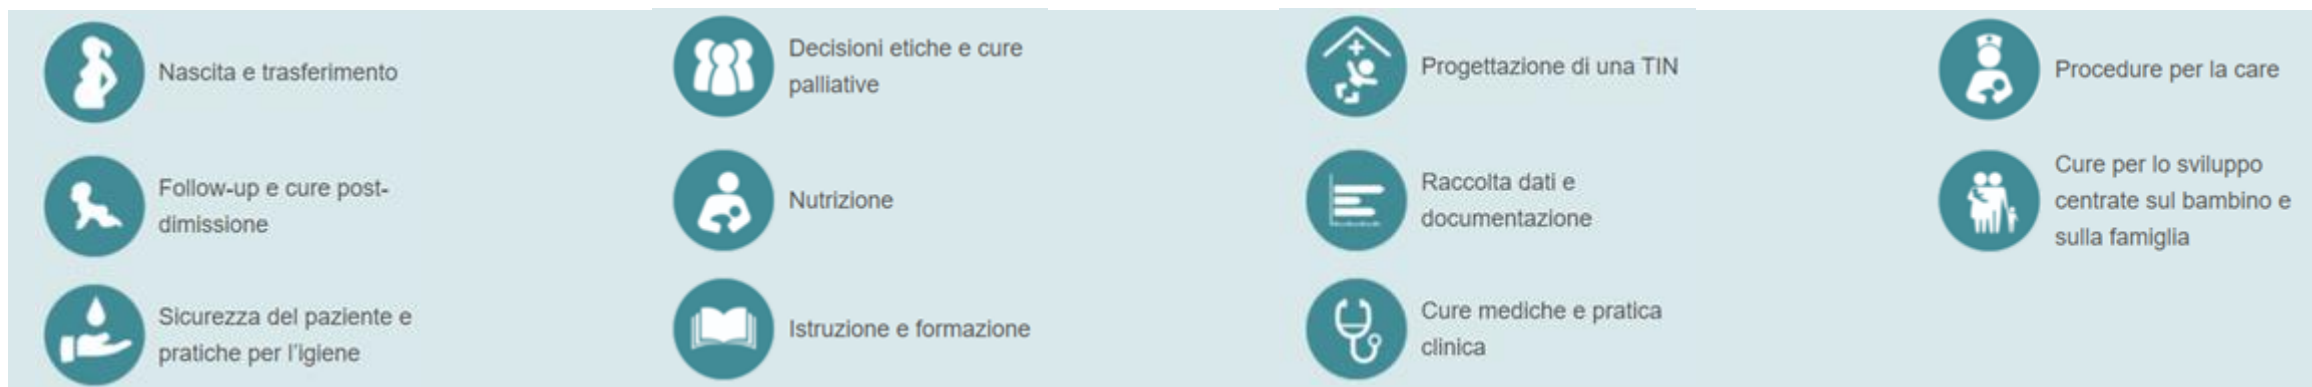 Nascita e trasferimento
Decisioni etiche e cure
palliative
Progettazione di una TIN
Procedure per la care
Follow-up e cure post-
dimissione
Nutrizione
Raccolta dati e
documentazione
Cure per lo sviluppo
centrate sul bambino e
sulla famiglia
Sicurezza del paziente e
pratiche per l'igiene
Istruzione e formazione
Cure mediche e pratica
clinica